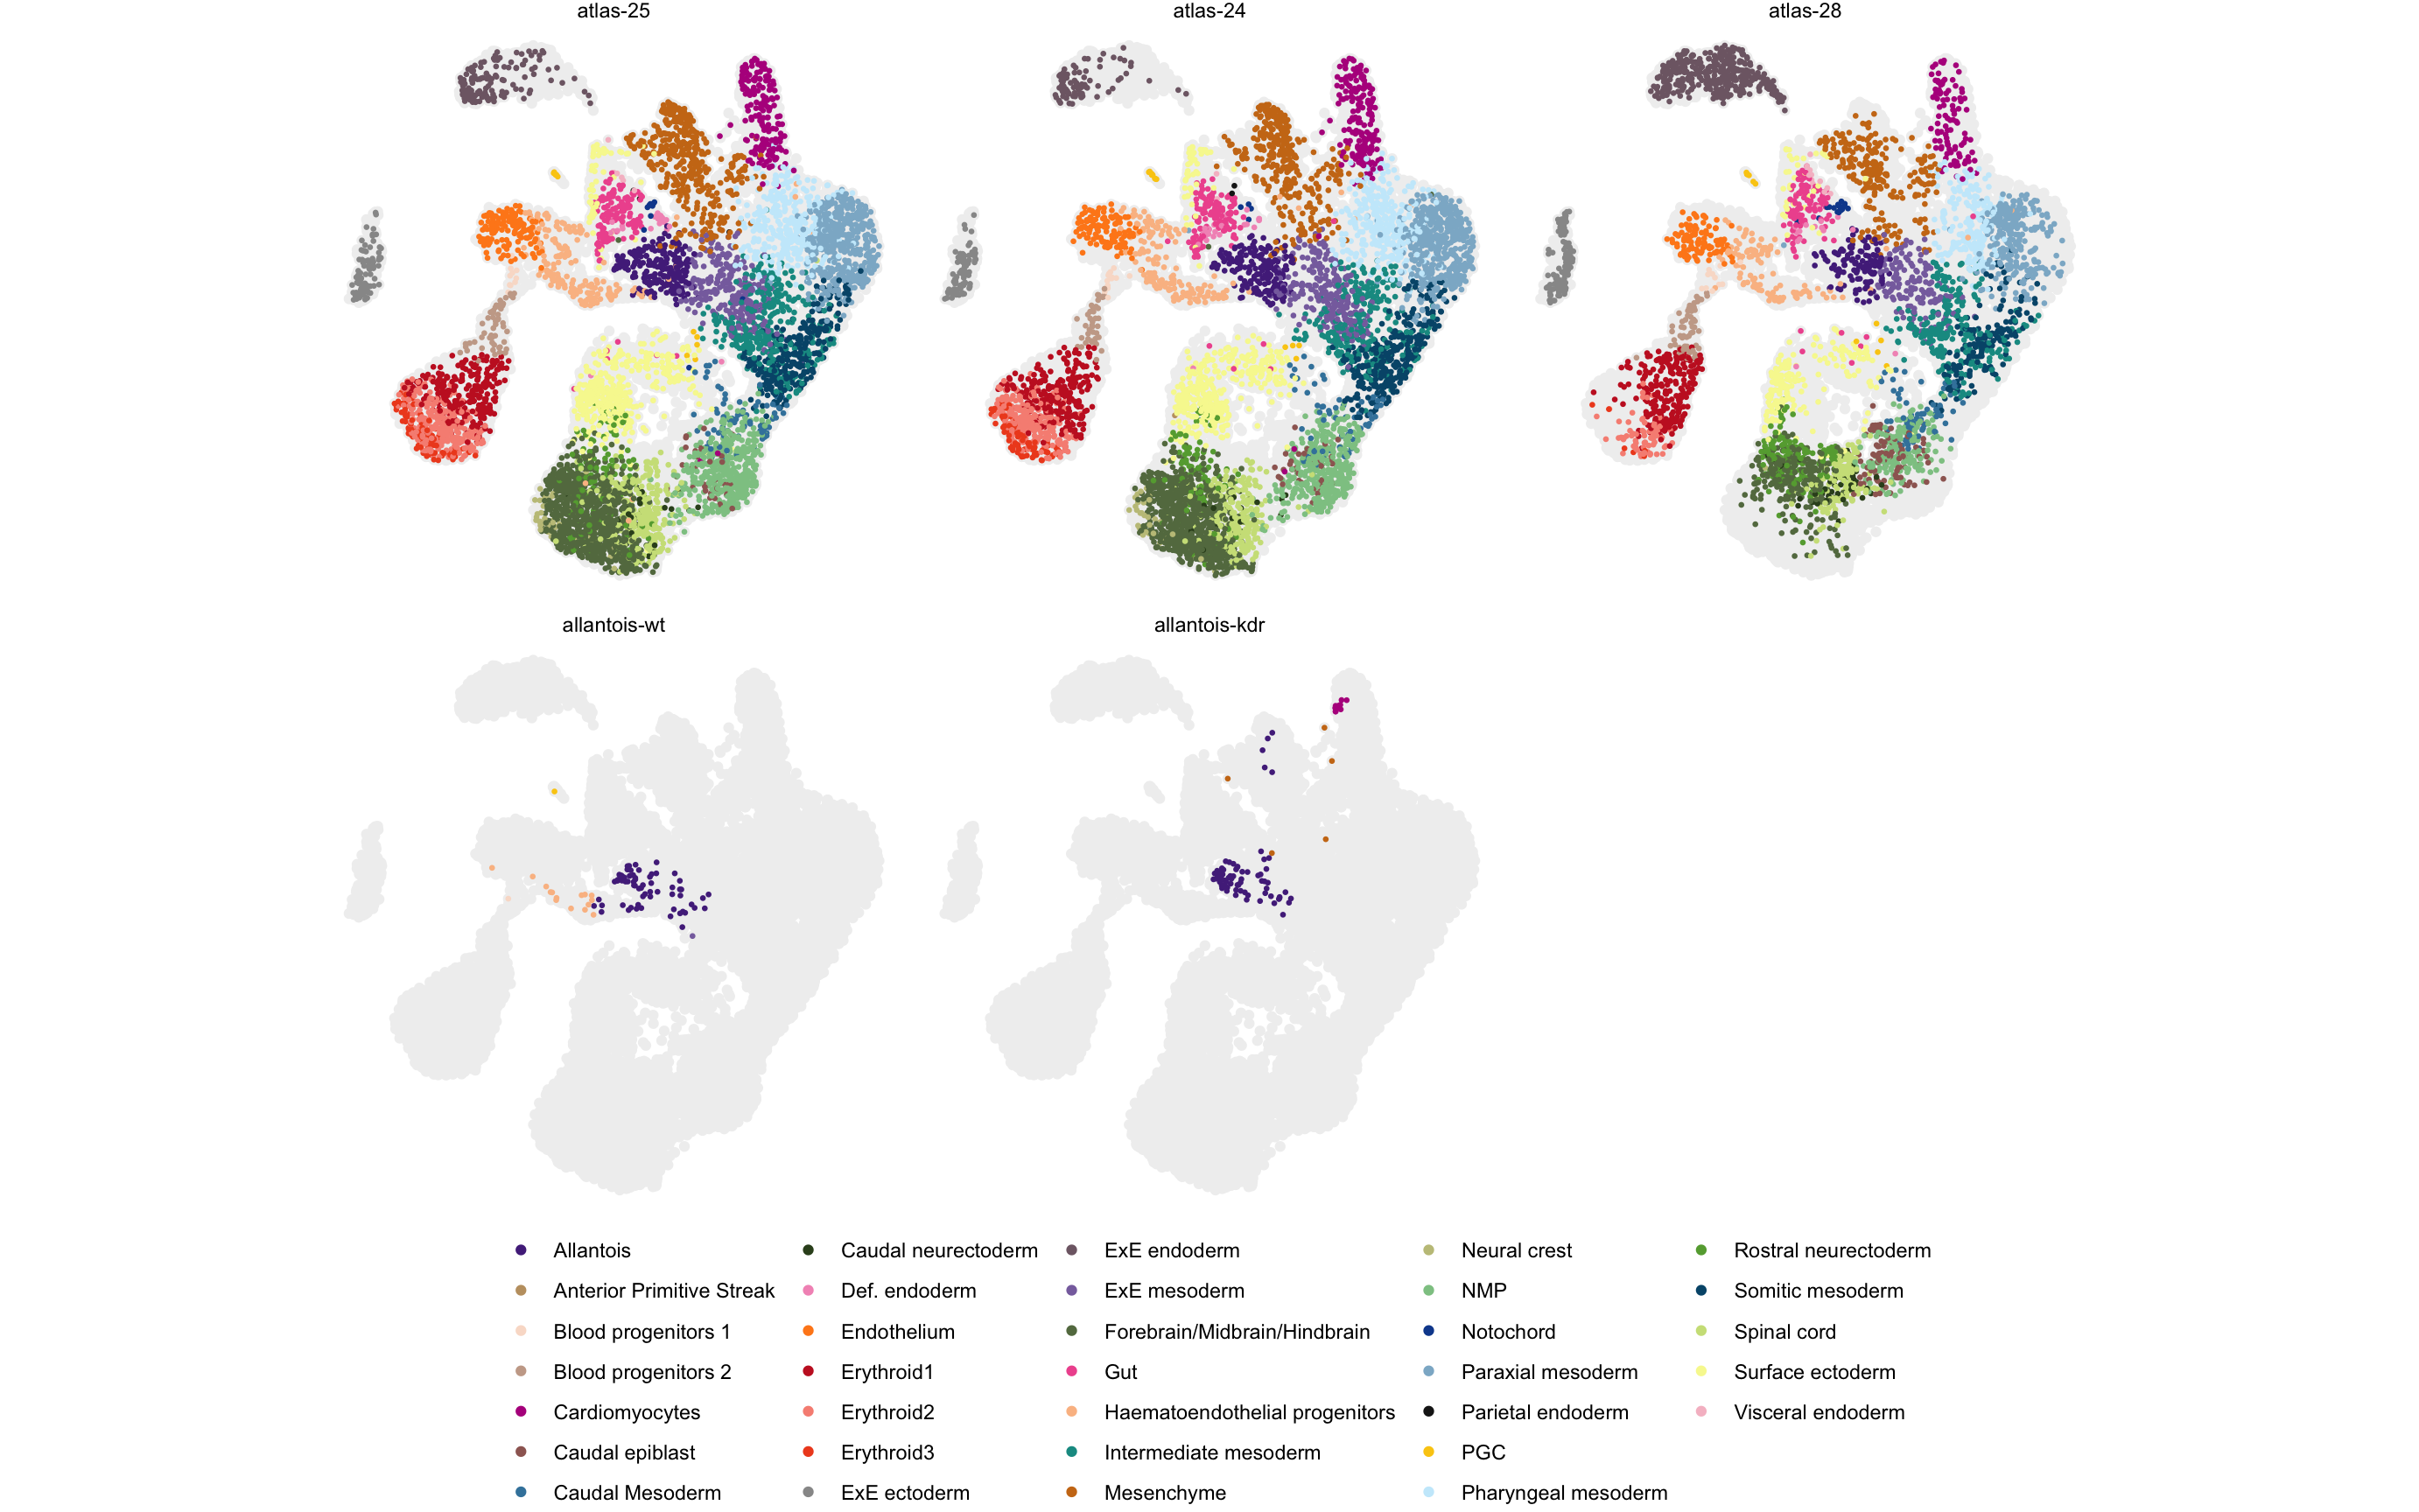 atlas-25 atlas-24 atlas-28
allantois-wt allantois-kdr
Allantois Caudal neurectoderm ExE endoderm Neural crest Rostral neurectoderm
Anterior Primitive Streak Def. endoderm ExE mesoderm NMP Somitic mesoderm
Blood progenitors 1 Endothelium Forebrain/Midbrain/Hindbrain Notochord Spinal cord
Blood progenitors 2 Erythroid1 Gut Paraxial mesoderm Surface ectoderm
Cardiomyocytes Erythroid2 Haematoendothelial progenitors Parietal endoderm Visceral endoderm
Caudal epiblast Erythroid3 Intermediate mesoderm PGC
Caudal Mesoderm ExE ectoderm Mesenchyme Pharyngeal mesoderm